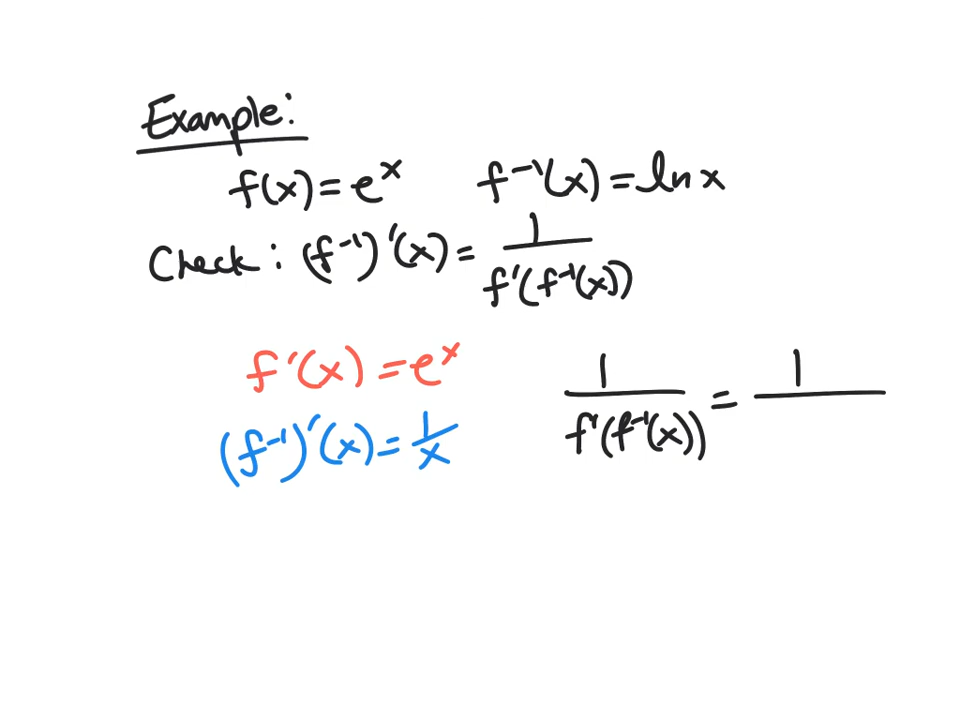 Example:
f(x) = e^x f^-1(x) = ln x
Check: (f^-1)'(x) = 1 / f'(f^-1(x))
f'(x) = e^x
(f^-1)'(x) = 1/x
1 / f'(f^-1(x)) = 1 /